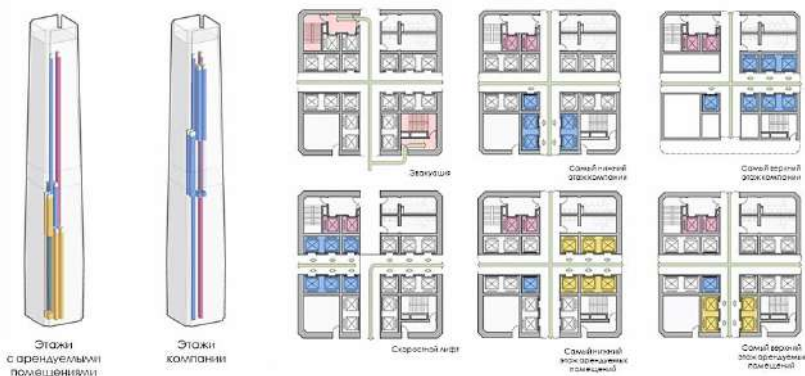 Этажи
с арендуемыми
помещениями
Этажи
компании
Эвакуация
Самый нижний
этаж компании
Самый верхний
этаж компании
Скоростной лифт
Самый нижний
этаж арендуемых
помещений
Самый верхний
этаж арендуемых
помещений